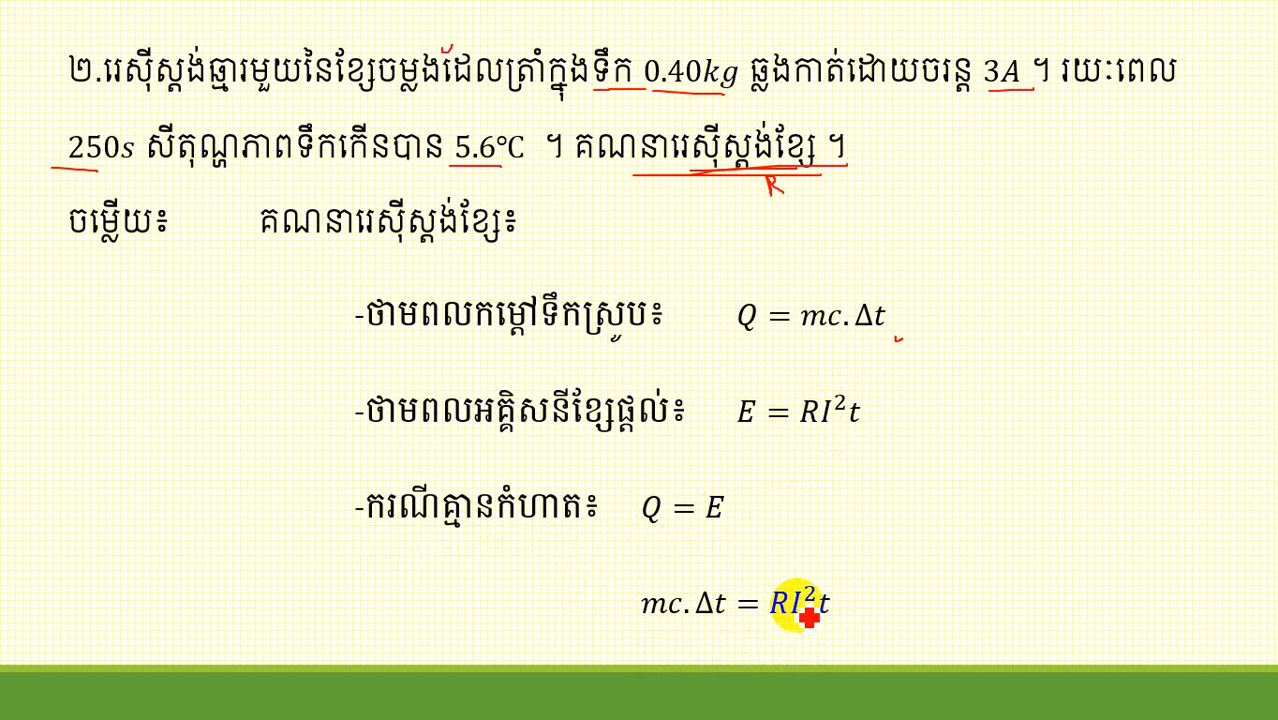 ២.រេស៊ីស្តង់ឆ្មារមួយនៃខ្សែចម្លងដែលត្រាំក្នុងទឹក 0.40kg ឆ្លងកាត់ដោយចរន្ត 3A ។ រយៈពេល
250s សីតុណ្ហភាពទឹកកើនបាន 5.6°C ។ គណនារេស៊ីស្តង់ខ្សែ ។
R
ចម្លើយ៖ គណនារេស៊ីស្តង់ខ្សែ៖
-ថាមពលកម្តៅទឹកស្រូប៖ Q = mc. Δt
-ថាមពលអគ្គិសនីខ្សែផ្តល់៖ E = RI²t
-ករណីគ្មានកំហាត៖ Q = E
mc. Δt = RI²t